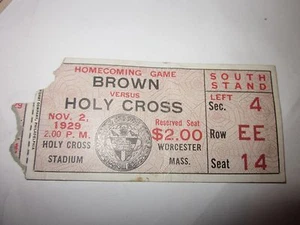 HOMECOMING GAME
BROWN
VERSUS
HOLY CROSS
NOV. 2,
1929
2.00 P. M.
HOLY CROSS
STADIUM
Reserved Seat
$2.00
WORCESTER
MASS.
SOUTH
STAND
LEFT
Sec. 4
Row EE
Seat 14